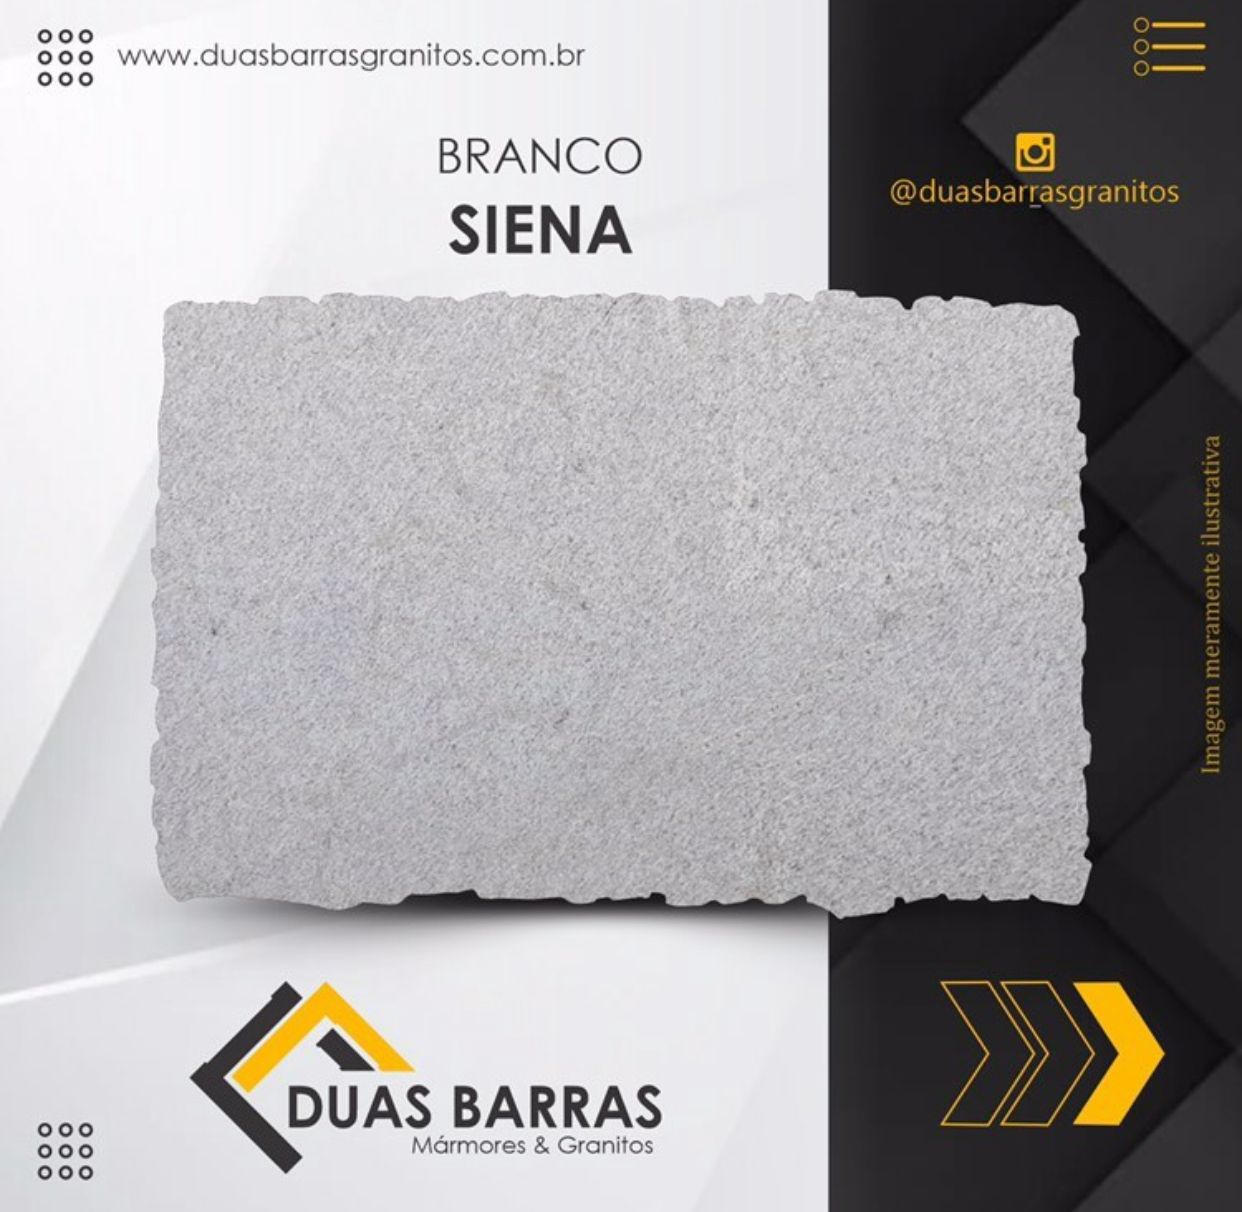 www.duasbarrasgranitos.com.br
BRANCO
SIENA
@duasbarrasgranitos
Imagem meramente ilustrativa
DUAS BARRAS
Mármores & Granitos